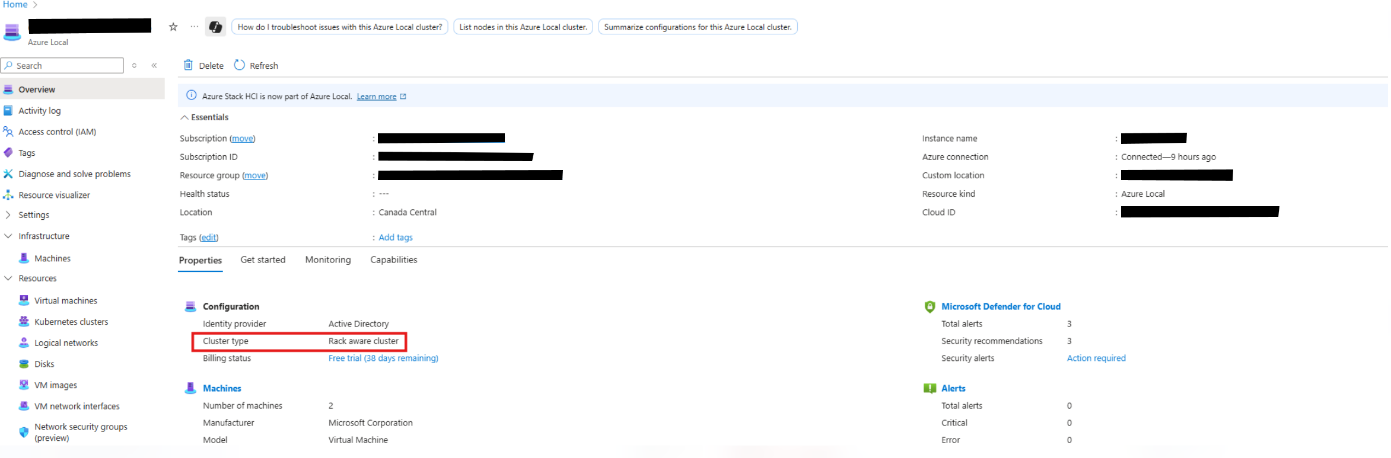 Home
How do I troubleshoot issues with this Azure Local cluster?
List nodes in this Azure Local cluster.
Summarize configurations for this Azure Local cluster.
Azure Local
Search
Delete
Refresh
Overview
Activity log
Access control (IAM)
Tags
Diagnose and solve problems
Resource visualizer
Settings
Infrastructure
Machines
Resources
Virtual machines
Kubernetes clusters
Logical networks
Disks
VM images
VM network interfaces
Network security groups
(preview)
Azure Stack HCI is now part of Azure Local. Learn more
Essentials
Subscription (move) :
Subscription ID :
Resource group (move) :
Health status : ---
Location : Canada Central
Tags (edit) : Add tags
Instance name :
Azure connection : Connected—9 hours ago
Custom location :
Resource kind : Azure Local
Cloud ID :
Properties Get started Monitoring Capabilities
Configuration
Identity provider Active Directory
Cluster type Rack aware cluster
Billing status Free trial (38 days remaining)
Machines
Number of machines 2
Manufacturer Microsoft Corporation
Model Virtual Machine
Microsoft Defender for Cloud
Total alerts 3
Security recommendations 3
Security alerts Action required
Alerts
Total alerts 0
Critical 0
Error 0